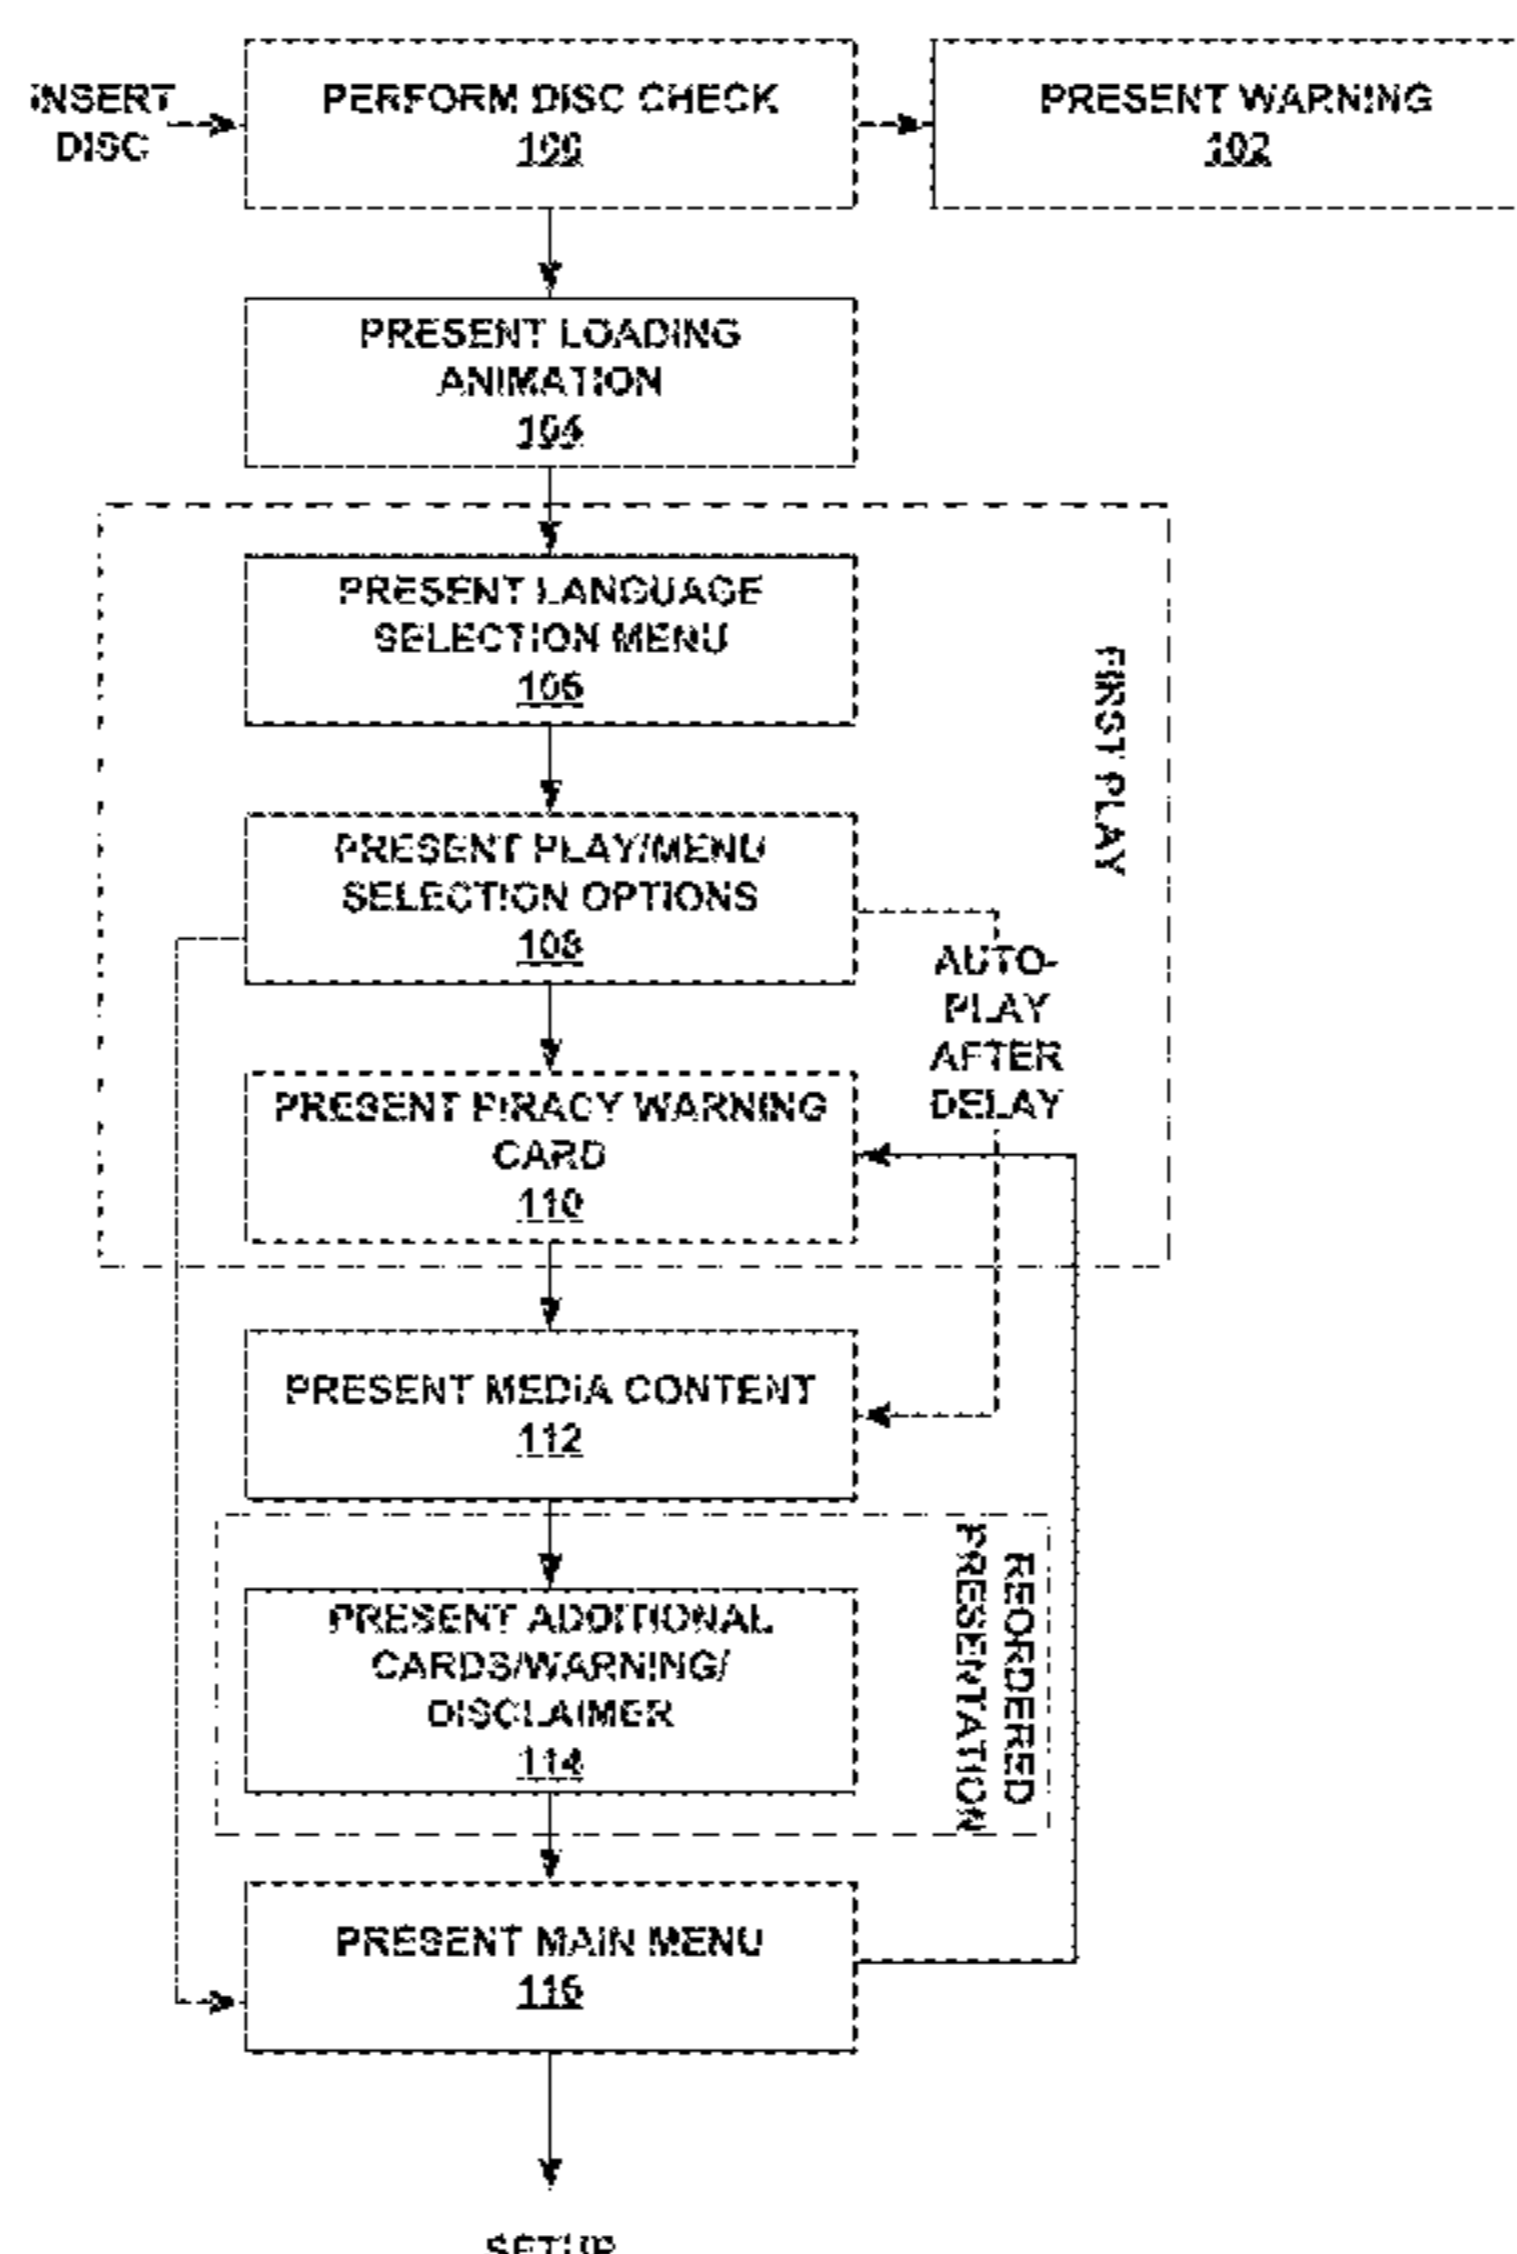 INSERT
DISC
PERFORM DISC CHECK
100
PRESENT WARNING
102
PRESENT LOADING
ANIMATION
104
PRESENT LANGUAGE
SELECTION MENU
106
FIRST PLAY
PRESENT PLAY/MENU
SELECTION OPTIONS
108
AUTO-
PLAY
AFTER
DELAY
PRESENT PIRACY WARNING
CARD
110
PRESENT MEDIA CONTENT
112
REORDERED
PRESENTATION
PRESENT ADDITIONAL
CARDS/WARNING/
DISCLAIMER
114
PRESENT MAIN MENU
116
SETUP